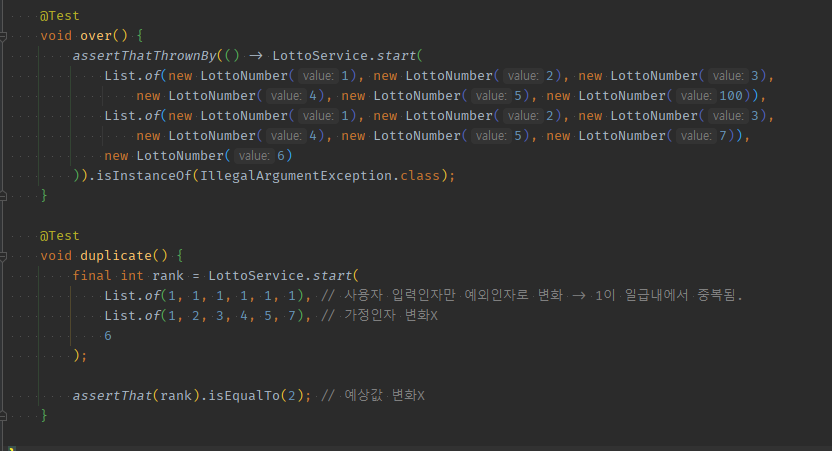 @Test
void over() {
assertThatThrownBy(() -> LottoService.start(
List.of(new LottoNumber( value: 1), new LottoNumber( value: 2), new LottoNumber( value: 3),
new LottoNumber( value: 4), new LottoNumber( value: 5), new LottoNumber( value: 100)),
List.of(new LottoNumber( value: 1), new LottoNumber( value: 2), new LottoNumber( value: 3),
new LottoNumber( value: 4), new LottoNumber( value: 5), new LottoNumber( value: 7)),
new LottoNumber( value: 6)
)).isInstanceOf(IllegalArgumentException.class);
}
@Test
void duplicate() {
final int rank = LottoService.start(
List.of(1, 1, 1, 1, 1, 1), // 사용자 입력인자만 예외인자로 변화 -> 1이 일급내에서 중복됨.
List.of(1, 2, 3, 4, 5, 7), // 가정인자 변화X
6
);
assertThat(rank).isEqualTo(2); // 예상값 변화X
}